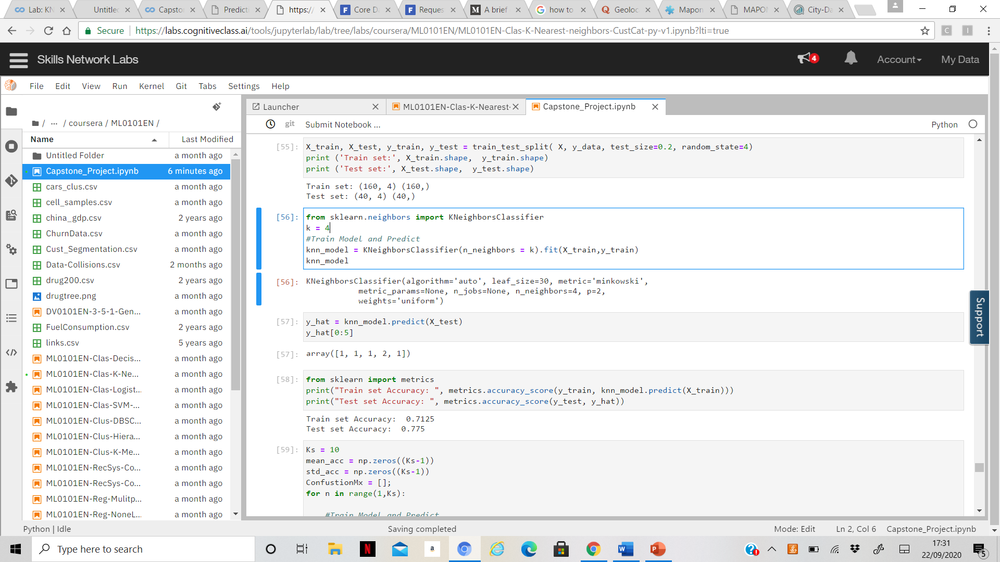 Lab: KN
Untitled
Capsto
Predicti
https://
Core D
Reques
A brief
how to
Geoloc
Mapon
MAPO
City-Da
Secure https://labs.cognitiveclass.ai/tools/jupyterlab/lab/tree/labs/coursera/ML0101EN/ML0101EN-Clas-K-Nearest-neighbors-CustCat-py-v1.ipynb?lti=true
Skills Network Labs
4
Account
My Data
File Edit View Run Kernel Git Tabs Settings Help
/ ... / coursera / ML0101EN /
Name Last Modified
Untitled Folder a month ago
Capstone_Project.ipynb 6 minutes ago
cars_clus.csv a month ago
cell_samples.csv a month ago
china_gdp.csv 2 years ago
ChurnData.csv a month ago
Cust_Segmentation.csv a month ago
Data-Collisions.csv 2 months ago
drug200.csv 2 years ago
drugtree.png a month ago
DV0101EN-3-5-1-Gen... a month ago
FuelConsumption.csv 2 years ago
links.csv 5 years ago
ML0101EN-Clas-Decis... a month ago
ML0101EN-Clas-K-Ne... a month ago
ML0101EN-Clas-Logist... a month ago
ML0101EN-Clas-SVM-... a month ago
ML0101EN-Clus-DBSC... a month ago
ML0101EN-Clus-Hiera... a month ago
ML0101EN-Clus-K-Me... a month ago
ML0101EN-RecSys-Co... a month ago
ML0101EN-RecSys-Co... a month ago
ML0101EN-Reg-Mulitp... a month ago
ML0101EN-Reg-NoneL... a month ago
Launcher
ML0101EN-Clas-K-Nearest-
Capstone_Project.ipynb
git Submit Notebook ...
Python
[55]: X_train, X_test, y_train, y_test = train_test_split( X, y_data, test_size=0.2, random_state=4)
print ('Train set:', X_train.shape,  y_train.shape)
print ('Test set:', X_test.shape,  y_test.shape)
Train set: (160, 4) (160,)
Test set: (40, 4) (40,)
[56]: from sklearn.neighbors import KNeighborsClassifier
k = 4
#Train Model and Predict
knn_model = KNeighborsClassifier(n_neighbors = k).fit(X_train,y_train)
knn_model
[56]: KNeighborsClassifier(algorithm='auto', leaf_size=30, metric='minkowski',
metric_params=None, n_jobs=None, n_neighbors=4, p=2,
weights='uniform')
[57]: y_hat = knn_model.predict(X_test)
y_hat[0:5]
[57]: array([1, 1, 1, 2, 1])
[58]: from sklearn import metrics
print("Train set Accuracy: ", metrics.accuracy_score(y_train, knn_model.predict(X_train)))
print("Test set Accuracy: ", metrics.accuracy_score(y_test, y_hat))
Train set Accuracy:  0.7125
Test set Accuracy:  0.775
[59]: Ks = 10
mean_acc = np.zeros((Ks-1))
std_acc = np.zeros((Ks-1))
ConfustionMx = [];
for n in range(1,Ks):
#Train Model and Predict
Support
Python | Idle
Saving completed
Mode: Edit
Ln 2, Col 6
Capstone_Project.ipynb
Type here to search
17:31
22/09/2020
5